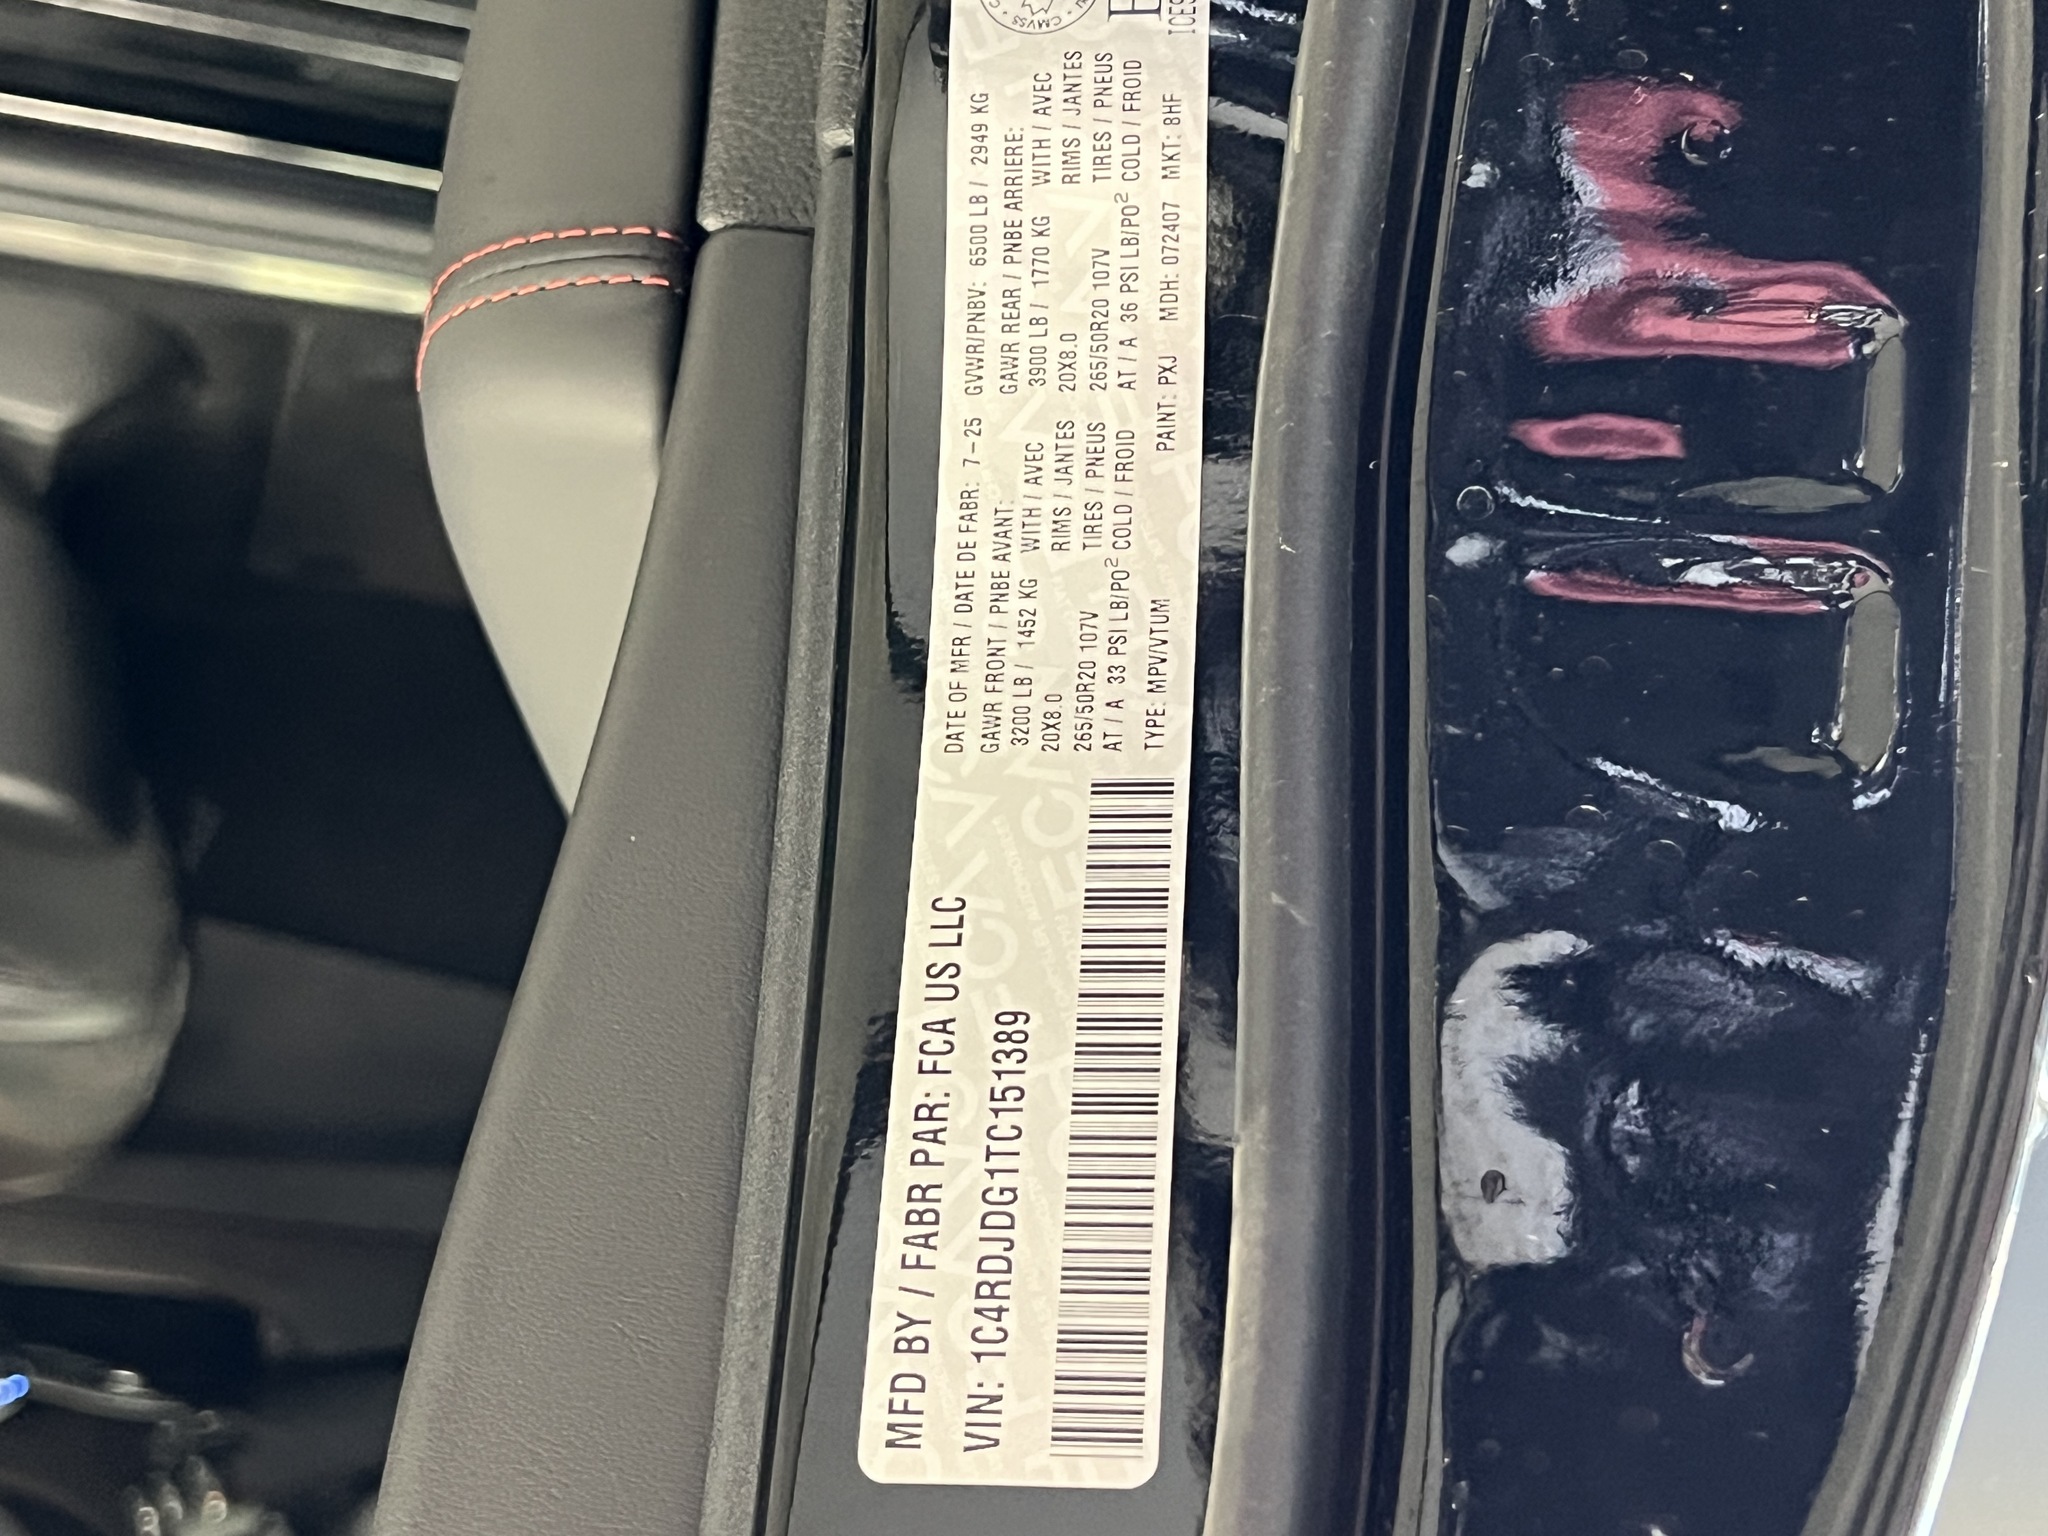 MFD BY / FABR PAR: FCA US LLC
VIN: 1C4RDJDG1TC151389
DATE OF MFR / DATE DE FABR: 7-25 GVWR/PNBV: 6500 LB / 2949 KG
GAWR FRONT / PNBE AVANT: GAWR REAR / PNBE ARRIERE:
3200 LB / 1452 KG WITH / AVEC 3900 LB / 1770 KG WITH / AVEC
20X8.0 RIMS / JANTES 20X8.0 RIMS / JANTES
265/50R20 107V TIRES / PNEUS 265/50R20 107V TIRES / PNEUS
AT / A 33 PSI LB/PO² COLD / FROID AT / A 36 PSI LB/PO² COLD / FROID
TYPE: MPV/VTUM PAINT: PXJ MDH: 072407 MKT: 8HF
CMVSS